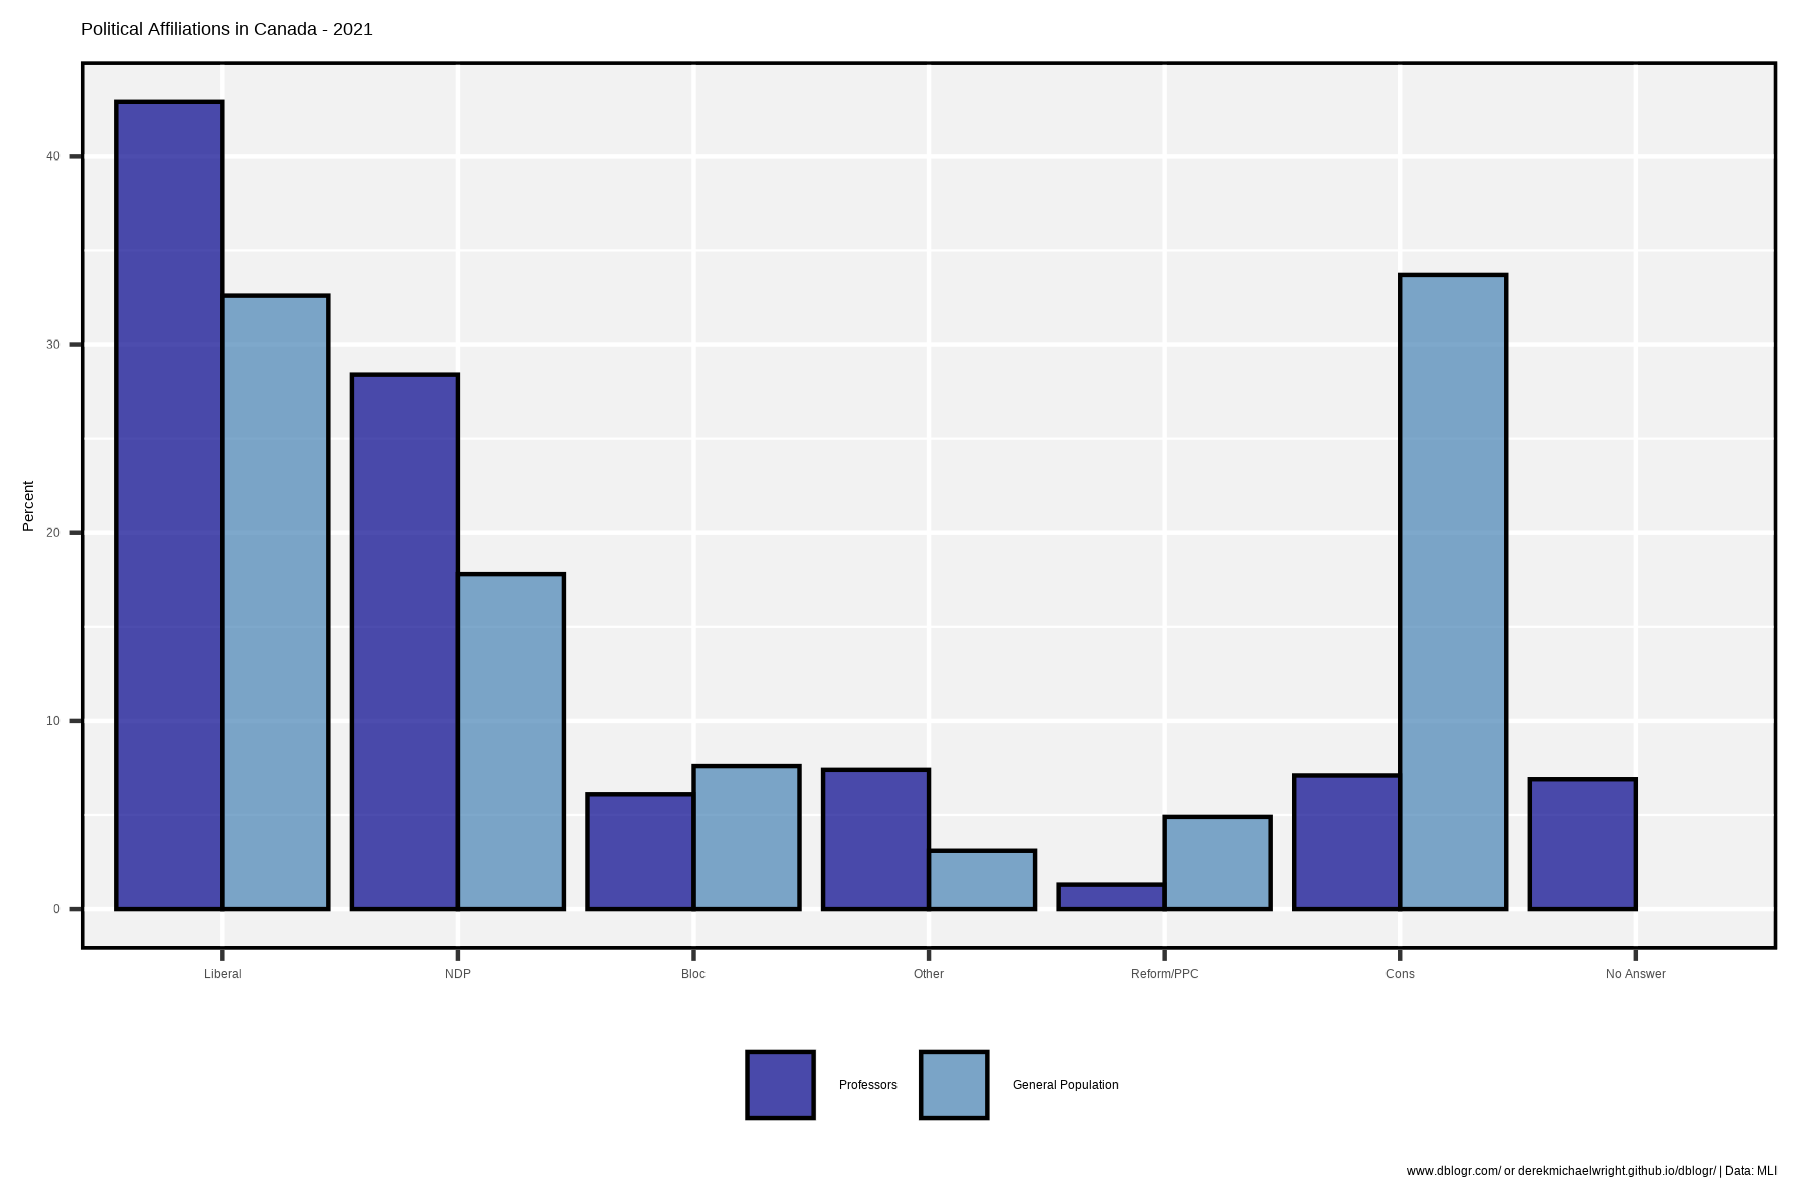 Political Affiliations in Canada - 2021
Percent
40
30
20
10
0
Liberal NDP Bloc Other Reform/PPC Cons No Answer
Professors General Population
www.dblogr.com/ or derekmichaelwright.github.io/dblogr/ | Data: MLI